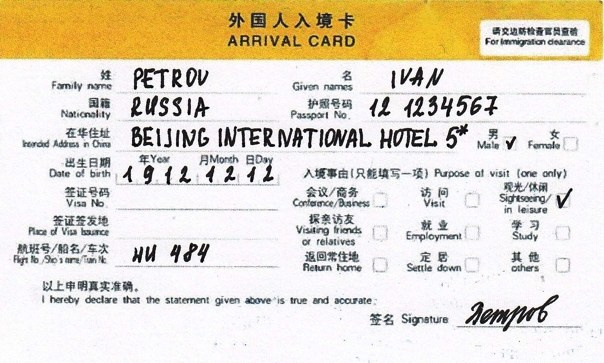 外国人入境卡
ARRIVAL CARD
请交边防检查官员查验
For Immigration clearance
姓 PETROV 名 IVAN
Family name Given names
国籍 RUSSIA 护照号码 12 1234567
Nationality Passport No.
在华住址 BEIJING INTERNATIONAL HOTEL 5* 男 女
Intended Address in China Male ✓ Female
出生日期 年Year 月Month 日Day 入境事由(只能填写一项) Purpose of visit (one only)
Date of birth 1912 12 12
签证号码 会议/商务 访问 观光/休闲
Visa No. Conference/Business Visit Sightseeing/ in leisure ✓
签证签发地 探亲访友 就业 学习
Place of Visa Issuance Visiting friends or relatives Employment Study
航班号/船名/车次 HU 484 返回常住地 定居 其他
Flight No./Ship's name/Train No. Return home Settle down others
以上申明真实准确。
I hereby declare that the statement given above is true and accurate.
签名 Signature Петров